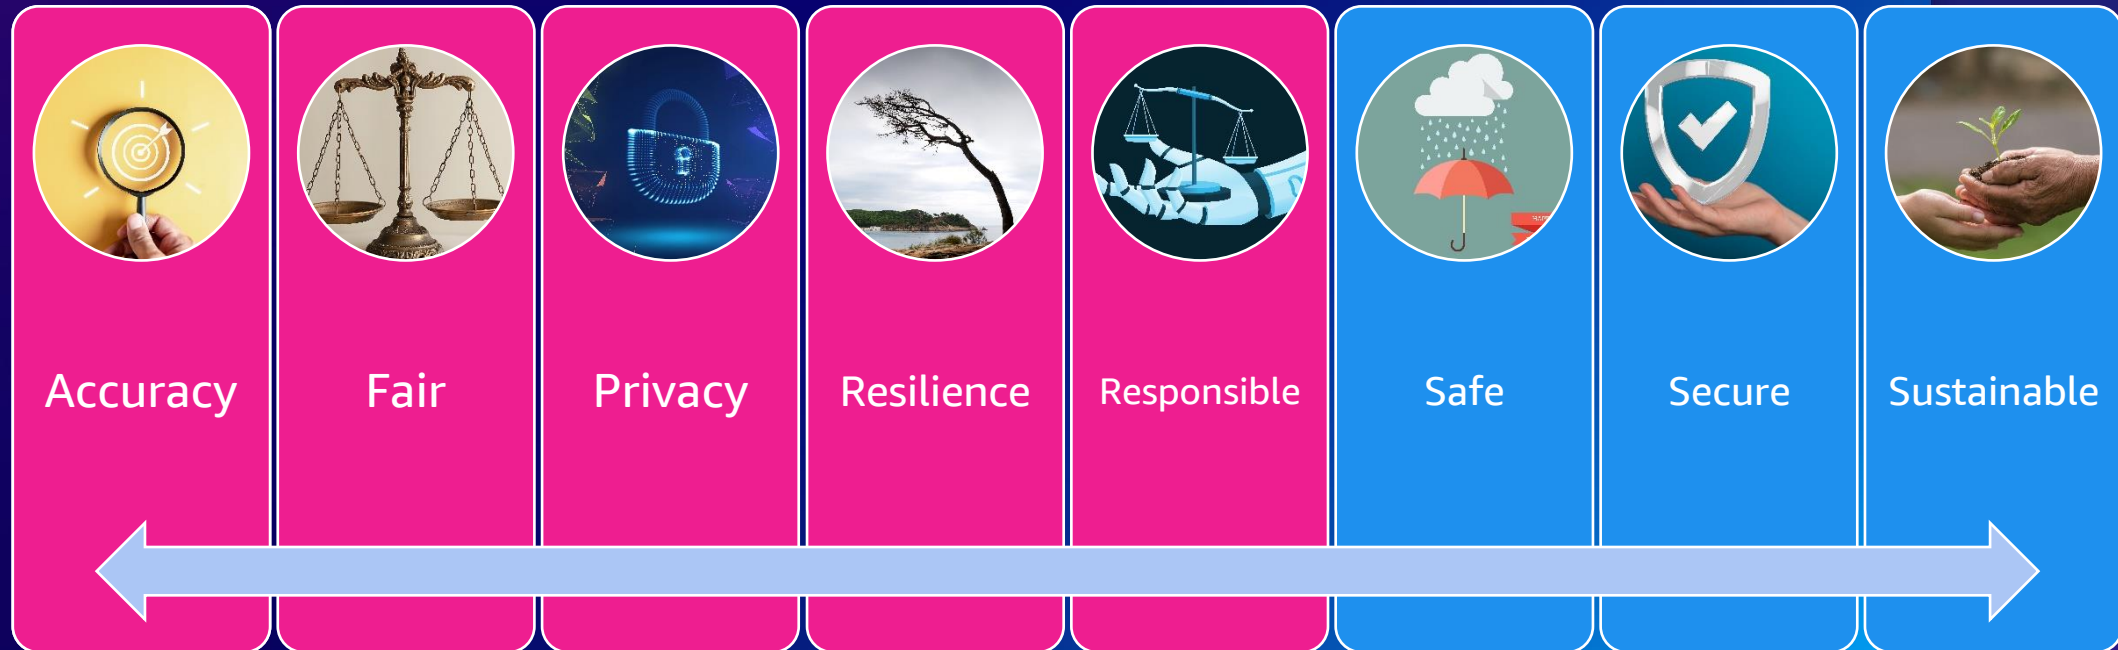 Accuracy
Fair
Privacy
Resilience
Responsible
Safe
Secure
Sustainable